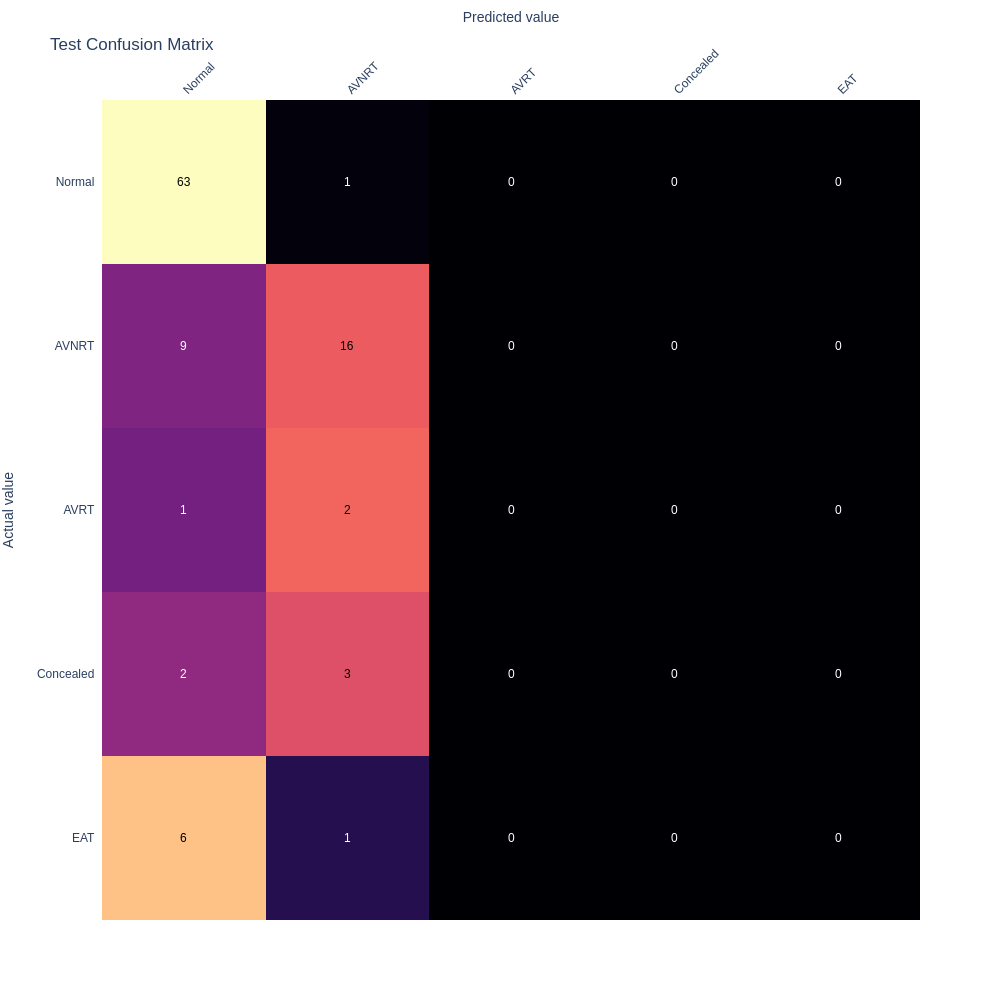 Predicted value
Test Confusion Matrix
Normal AVNRT AVRT Concealed EAT
Normal 63 1 0 0 0
AVNRT 9 16 0 0 0
AVRT 1 2 0 0 0
Concealed 2 3 0 0 0
EAT 6 1 0 0 0
Actual value